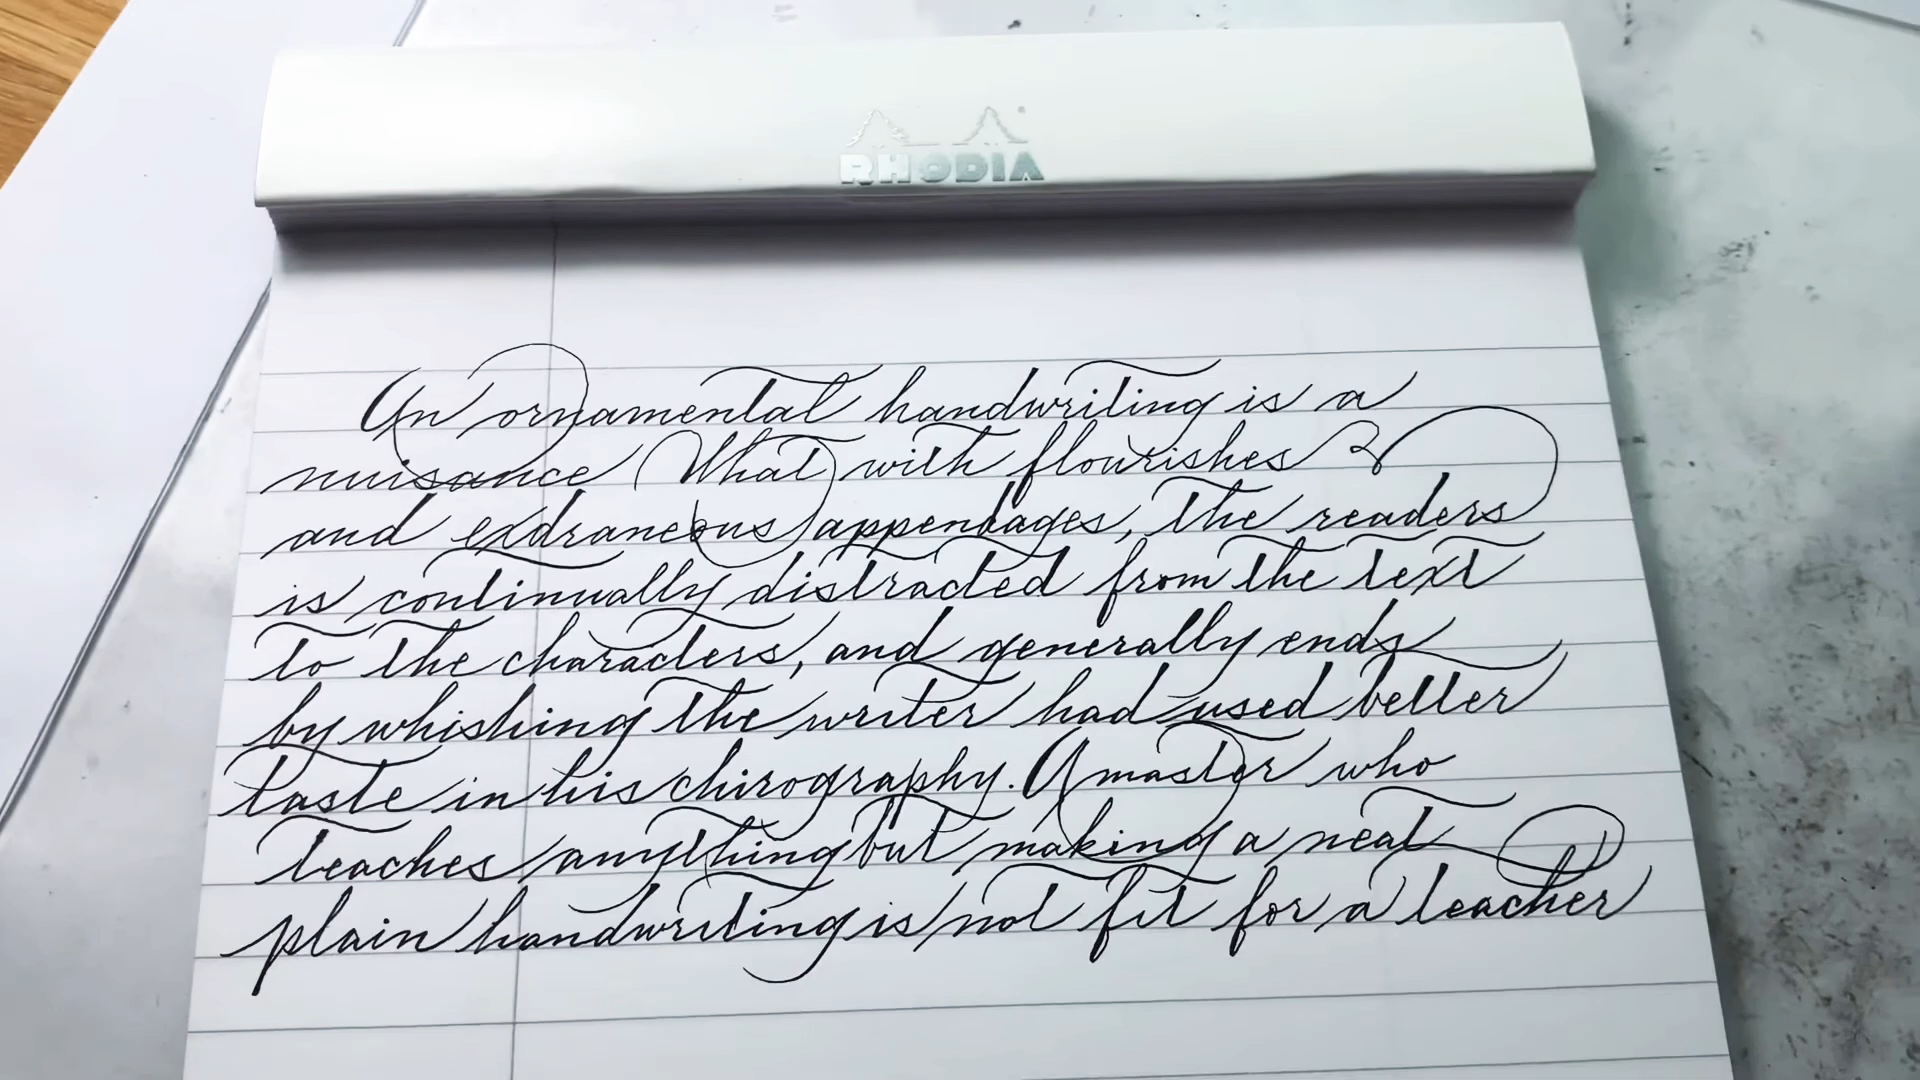 RHODIA
An ornamental handwriting is a
nuisance What with flourishes &
and extraneous appendages, the readers
is continually distracted from the text
to the characters, and generally ends
by whishing the writer had used better
taste in his chirography. A master who
teaches anything but making a neat
plain handwriting is not fit for a teacher